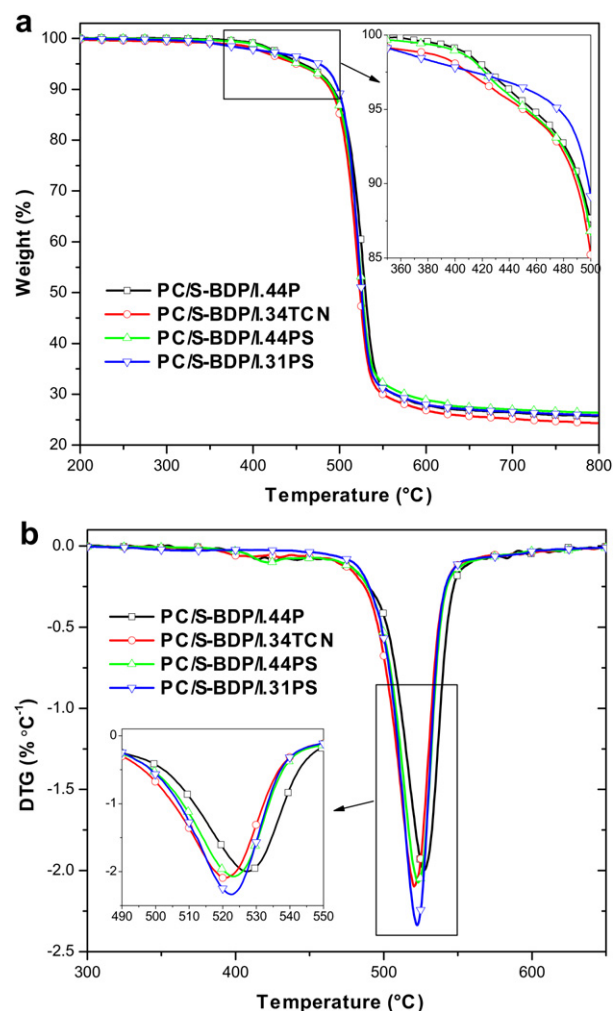 a
100
90
80
70
60
50
40
30
20
Weight (%)
200 300 400 500 600 700 800
Temperature (°C)
PC/S-BDP/I.44P
PC/S-BDP/I.34TCN
PC/S-BDP/I.44PS
PC/S-BDP/I.31PS
100
95
90
85
360 380 400 420 440 460 480 500
b
0.0
-0.5
-1.0
-1.5
-2.0
-2.5
DTG (% °C⁻¹)
300 400 500 600
Temperature (°C)
PC/S-BDP/I.44P
PC/S-BDP/I.34TCN
PC/S-BDP/I.44PS
PC/S-BDP/I.31PS
0
-1
-2
490 500 510 520 530 540 550